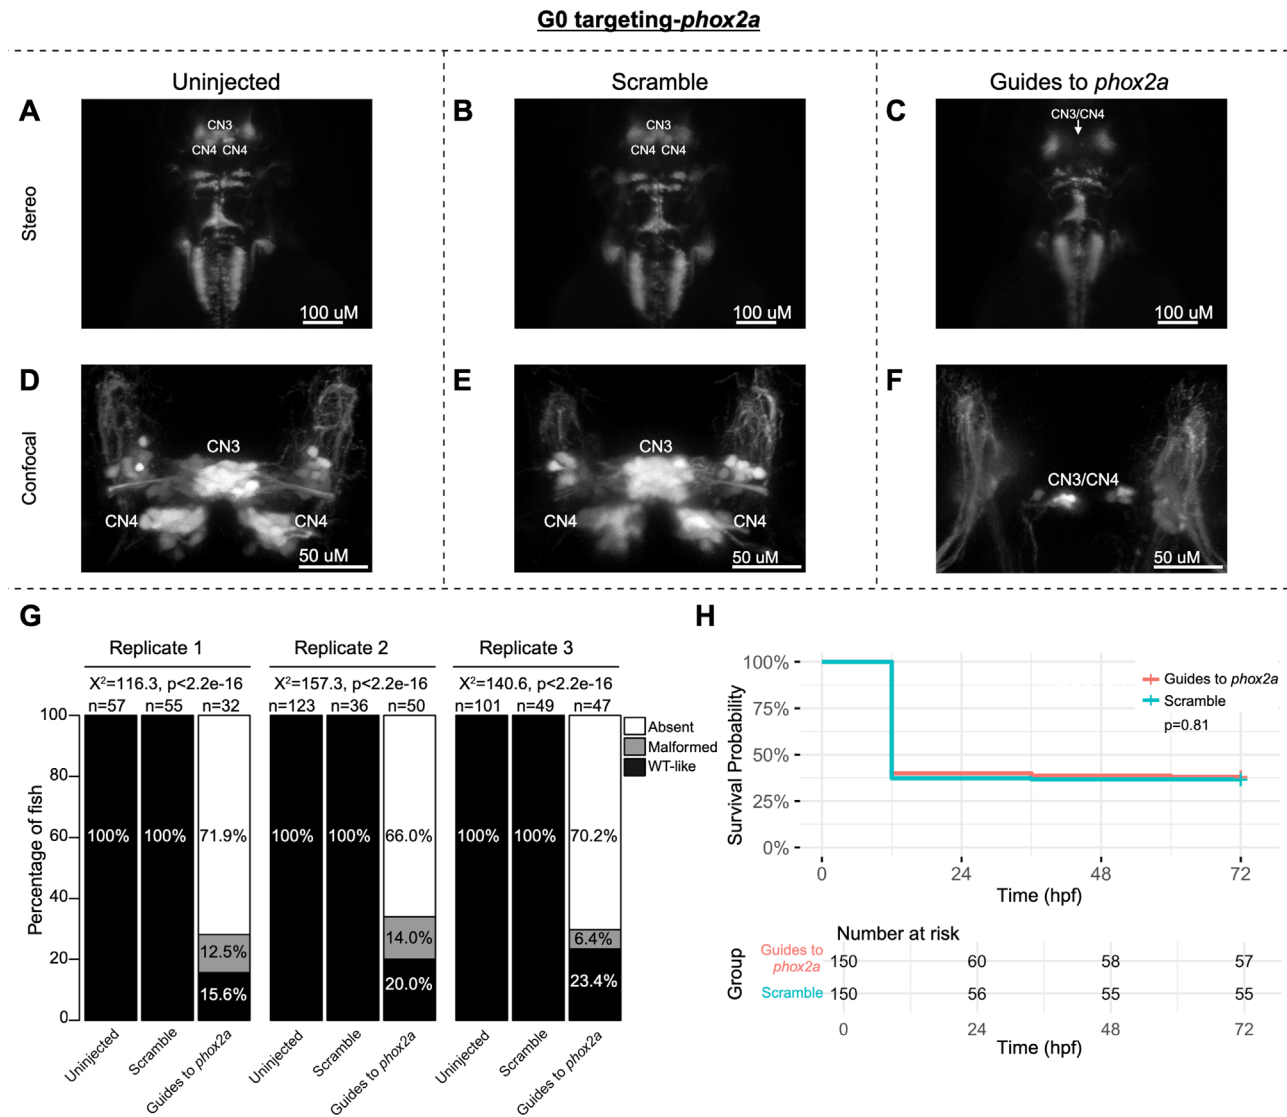 G0 targeting-phox2a
Uninjected
Scramble
Guides to phox2a
Stereo
A
CN3
CN4 CN4
100 uM
B
CN3
CN4 CN4
100 uM
C
CN3/CN4
100 uM
Confocal
D
CN3
CN4
CN4
50 uM
E
CN3
CN4
CN4
50 uM
F
CN3/CN4
50 uM
G
Replicate 1
Replicate 2
Replicate 3
X²=116.3, p<2.2e-16
X²=157.3, p<2.2e-16
X²=140.6, p<2.2e-16
n=57 n=55 n=32
n=123 n=36 n=50
n=101 n=49 n=47
Percentage of fish
100
80
60
40
20
0
100% 100% 71.9%
12.5%
15.6%
100% 100% 66.0%
14.0%
20.0%
100% 100% 70.2%
6.4%
23.4%
Absent
Malformed
WT-like
Uninjected
Scramble
Guides to phox2a
Uninjected
Scramble
Guides to phox2a
Uninjected
Scramble
Guides to phox2a
H
Survival Probability
100%
75%
50%
25%
0%
Guides to phox2a
Scramble
p=0.81
0 24 48 72
Time (hpf)
Number at risk
Group
Guides to
phox2a
150 60 58 57
Scramble
150 56 55 55
0 24 48 72
Time (hpf)